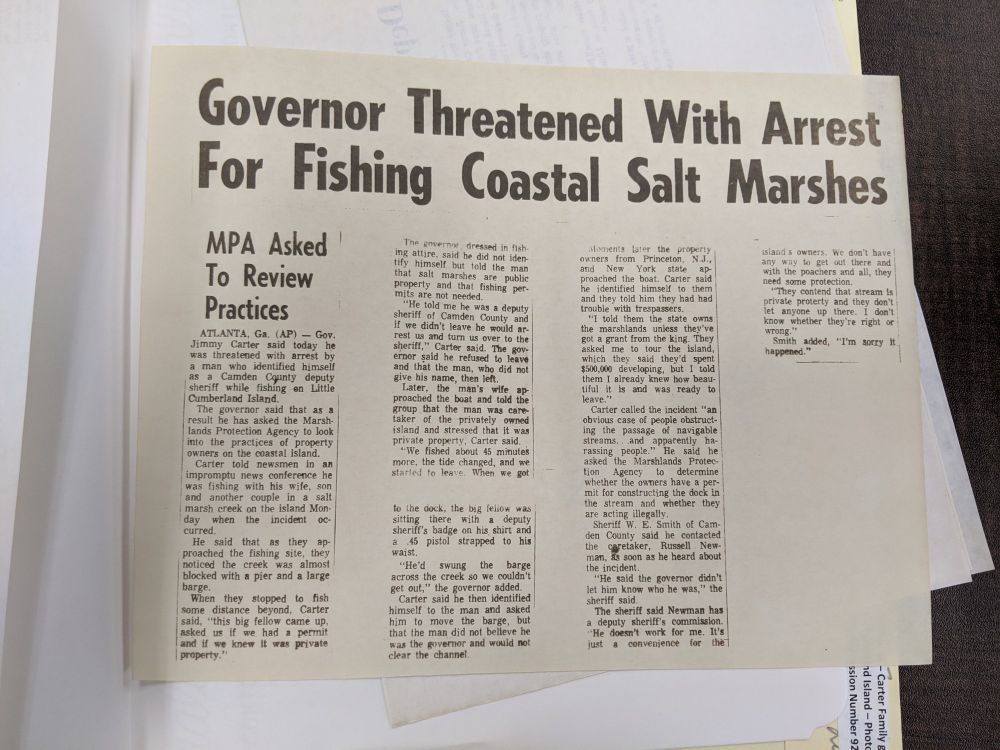 Governor Threatened With Arrest
For Fishing Coastal Salt Marshes
MPA Asked
To Review
Practices
ATLANTA, Ga. (AP) — Gov.
Jimmy Carter said today he
was threatened with arrest by
a man who identified himself
as a Camden County deputy
sheriff while fishing on Little
Cumberland Island.
The governor said that as a
result he has asked the Marsh-
lands Protection Agency to look
into the practices of property
owners on the coastal island.
Carter told newsmen in an
impromptu news conference he
was fishing with his wife, son
and another couple in a salt
marsh creek on the island Mon-
day when the incident oc-
curred.
He said that as they ap-
proached the fishing site, they
noticed the creek was almost
blocked with a pier and a large
barge.
When they stopped to fish
some distance beyond, Carter
said, "this big fellow came up,
asked us if we had a permit
and if we knew it was private
property."
The governor, dressed in fish-
ing attire, said he did not iden-
tify himself but told the man
that salt marshes are public
property and that fishing per-
mits are not needed.
"He told me he was a deputy
sheriff of Camden County and
if we didn't leave he would ar-
rest us and turn us over to the
sheriff," Carter said. The gov-
ernor said he refused to leave
and that the man, who did not
give his name, then left.
Later, the man's wife ap-
proached the boat and told the
group that the man was care-
taker of the privately owned
island and stressed that it was
private property, Carter said.
"We fished about 45 minutes
more, the tide changed, and we
started to leave. When we got
to the dock, the big fellow was
sitting there with a deputy
sheriff's badge on his shirt and
a .45 pistol strapped to his
waist.
"He'd swung the barge
across the creek so we couldn't
get out," the governor added.
Carter said he then identified
himself to the man and asked
him to move the barge, but
that the man did not believe he
was the governor and would not
clear the channel.
Moments later the property
owners from Princeton, N.J.,
and New York state ap-
proached the boat. Carter said
he identified himself to them
and they told him they had had
trouble with trespassers.
"I told them the state owns
the marshlands unless they've
got a grant from the king. They
asked me to tour the island,
which they said they'd spent
$500,000 developing, but I told
them I already knew how beau-
tiful it is and was ready to
leave."
Carter called the incident "an
obvious case of people obstruct-
ing the passage of navigable
streams. . .and apparently ha-
rassing people." He said he
asked the Marshlands Protec-
tion Agency to determine
whether the owners have a per-
mit for constructing the dock in
the stream and whether they
are acting illegally.
Sheriff W. E. Smith of Cam-
den County said he contacted
the caretaker, Russell New-
man, as soon as he heard about
the incident.
"He said the governor didn't
let him know who he was," the
sheriff said.
The sheriff said Newman has
a deputy sheriff's commission.
"He doesn't work for me. It's
just a convenience for the
island's owners. We don't have
any way to get out there and
with the poachers and all, they
need some protection.
"They contend that stream is
private proterty and they don't
let anyone up there. I don't
know whether they're right or
wrong."
Smith added, "I'm sorry it
happened."
– Carter Family
nd Island – Photo
ssion Number 97